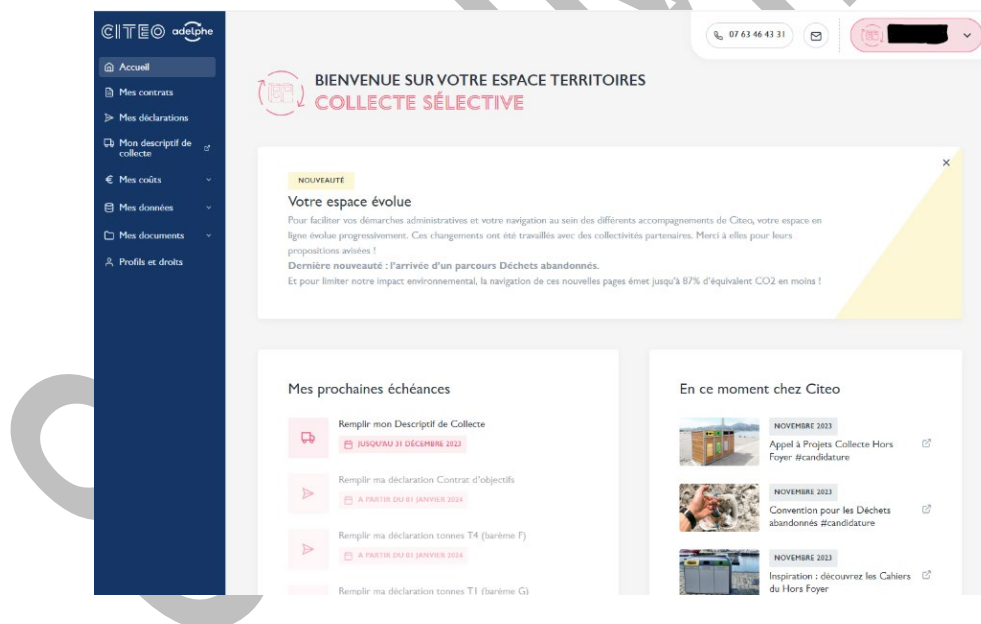 CITEO adelphe
07 63 46 43 31
Accueil
Mes contrats
Mes déclarations
Mon descriptif de
collecte
Mes coûts
Mes données
Mes documents
Profils et droits
BIENVENUE SUR VOTRE ESPACE TERRITOIRES
COLLECTE SÉLECTIVE
NOUVEAUTÉ
Votre espace évolue
Pour faciliter vos démarches administratives et votre navigation au sein des différents accompagnements de Citeo, votre espace en
ligne évolue progressivement. Ces changements ont été travaillés avec des collectivités partenaires. Merci à elles pour leurs
propositions avisées !
Dernière nouveauté : l'arrivée d'un parcours Déchets abandonnés.
Et pour limiter notre impact environnemental, la navigation de ces nouvelles pages émet jusqu'à 87% d'équivalent CO2 en moins !
Mes prochaines échéances
Remplir mon Descriptif de Collecte
JUSQU'AU 31 DÉCEMBRE 2023
Remplir ma déclaration Contrat d'objectifs
A PARTIR DU 01 JANVIER 2024
Remplir ma déclaration tonnes T4 (barème F)
A PARTIR DU 01 JANVIER 2024
Remplir ma déclaration tonnes T1 (barème G)
En ce moment chez Citeo
NOVEMBRE 2023
Appel à Projets Collecte Hors
Foyer #candidature
NOVEMBRE 2023
Convention pour les Déchets
abandonnés #candidature
NOVEMBRE 2023
Inspiration : découvrez les Cahiers
du Hors Foyer